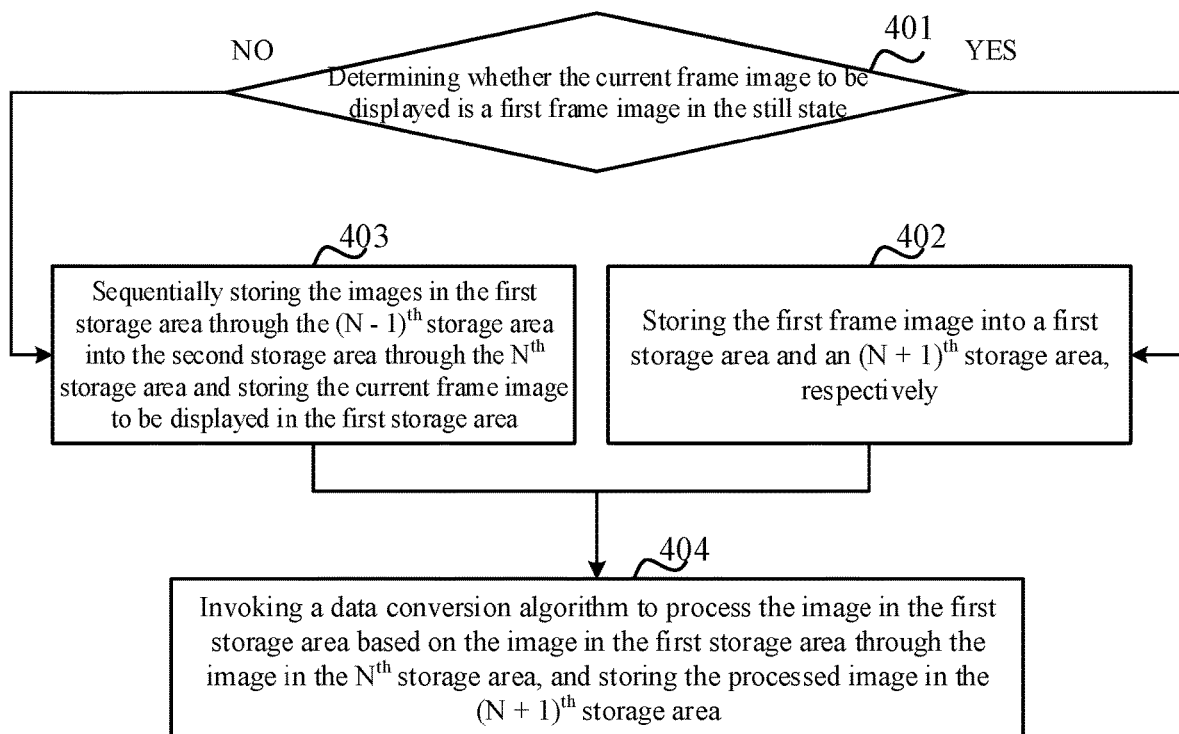 401
NO
YES
Determining whether the current frame image to be
displayed is a first frame image in the still state
403
Sequentially storing the images in the first
storage area through the (N - 1)th storage area
into the second storage area through the Nth
storage area and storing the current frame image
to be displayed in the first storage area
402
Storing the first frame image into a first
storage area and an (N + 1)th storage area,
respectively
404
Invoking a data conversion algorithm to process the image in the first
storage area based on the image in the first storage area through the
image in the Nth storage area, and storing the processed image in the
(N + 1)th storage area